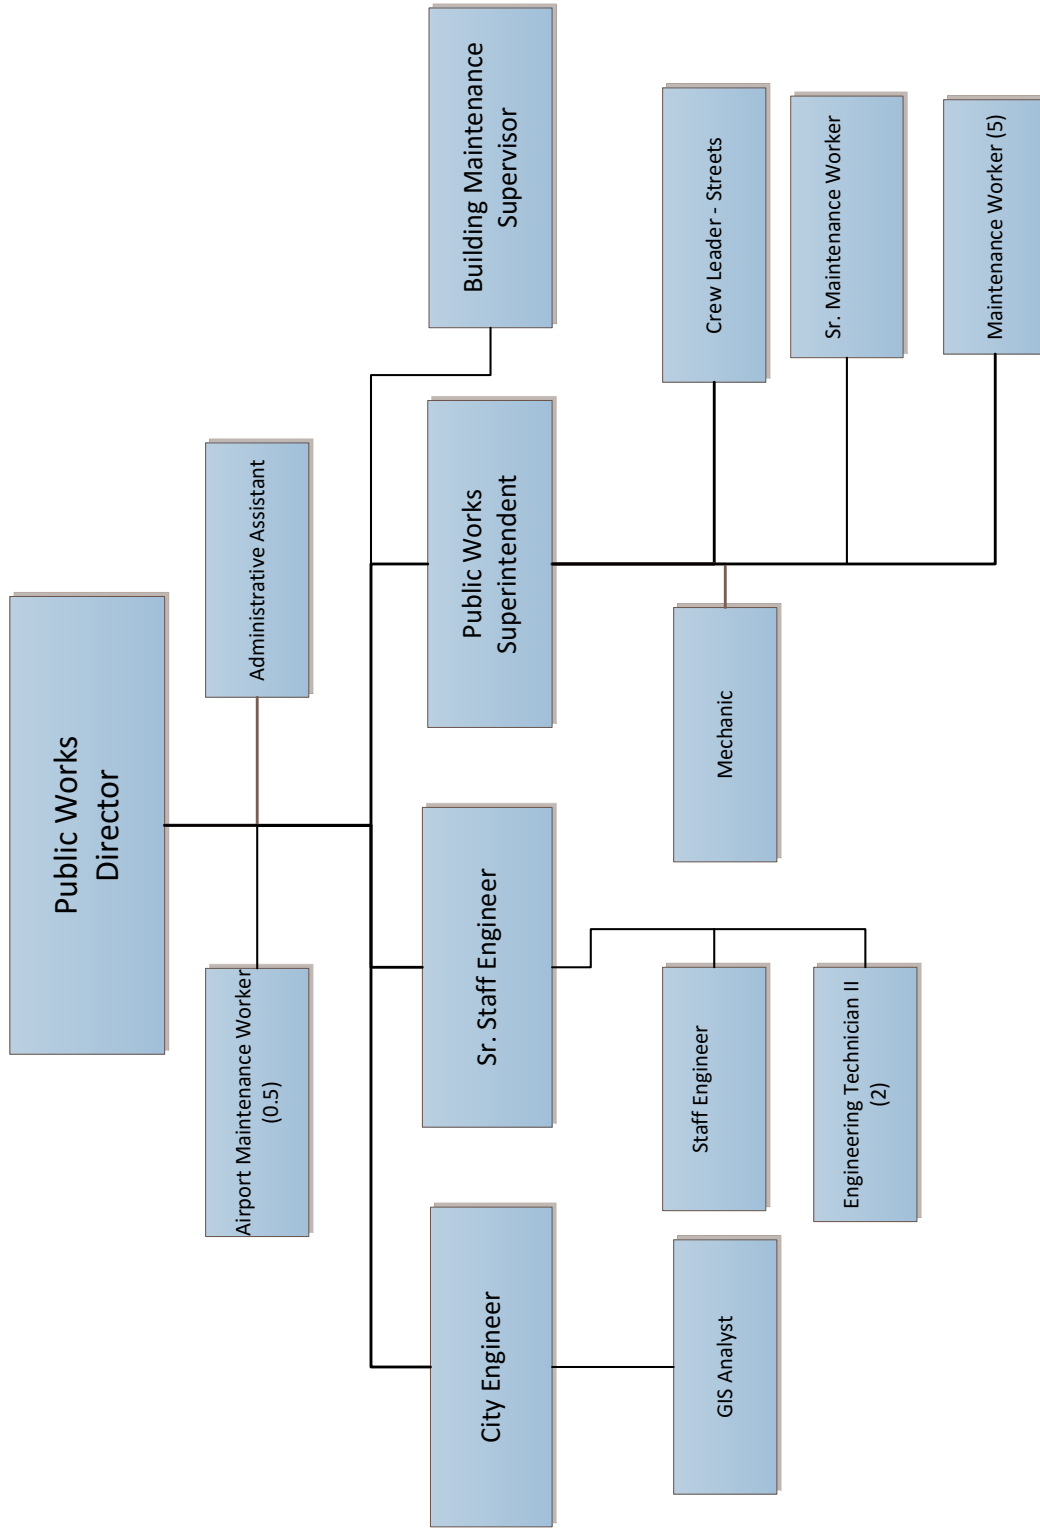 Public Works
Director
Airport Maintenance Worker
(0.5)
Administrative Assistant
City Engineer
Sr. Staff Engineer
Public Works
Superintendent
Building Maintenance
Supervisor
GIS Analyst
Staff Engineer
Engineering Technician II
(2)
Mechanic
Crew Leader - Streets
Sr. Maintenance Worker
Maintenance Worker (5)